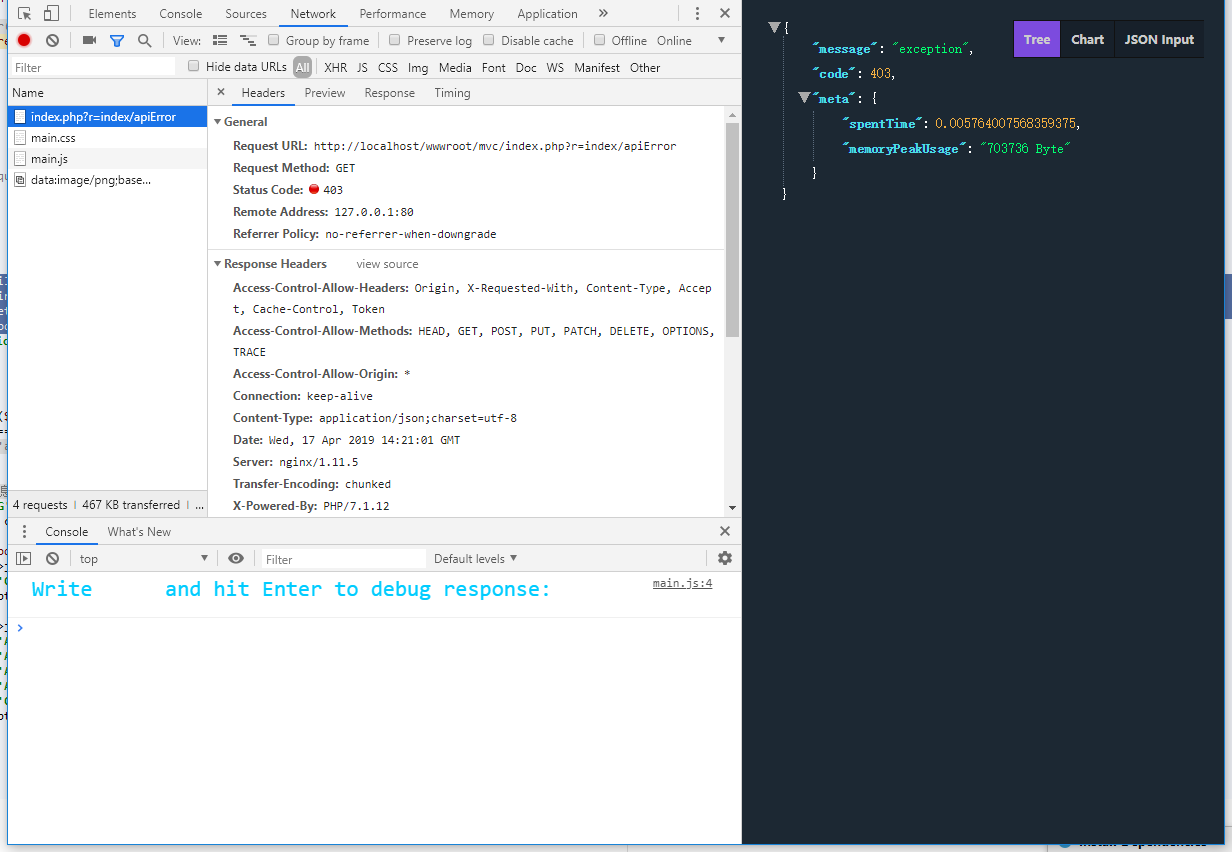 Elements Console Sources Network Performance Memory Application »
View: Group by frame Preserve log Disable cache Offline Online
Filter Hide data URLs All XHR JS CSS Img Media Font Doc WS Manifest Other
Name
index.php?r=index/apiError
main.css
main.js
data:image/png;base...
4 requests 467 KB transferred ...
× Headers Preview Response Timing
General
Request URL: http://localhost/wwwroot/mvc/index.php?r=index/apiError
Request Method: GET
Status Code: 403
Remote Address: 127.0.0.1:80
Referrer Policy: no-referrer-when-downgrade
Response Headers view source
Access-Control-Allow-Headers: Origin, X-Requested-With, Content-Type, Accep
t, Cache-Control, Token
Access-Control-Allow-Methods: HEAD, GET, POST, PUT, PATCH, DELETE, OPTIONS,
TRACE
Access-Control-Allow-Origin: *
Connection: keep-alive
Content-Type: application/json;charset=utf-8
Date: Wed, 17 Apr 2019 14:21:01 GMT
Server: nginx/1.11.5
Transfer-Encoding: chunked
X-Powered-By: PHP/7.1.12
Console What's New
top Filter Default levels
Write and hit Enter to debug response: main.js:4
>
Tree Chart JSON Input
{
"message": "exception",
"code": 403,
"meta": {
"spentTime": 0.005764007568359375,
"memoryPeakUsage": "703736 Byte"
}
}